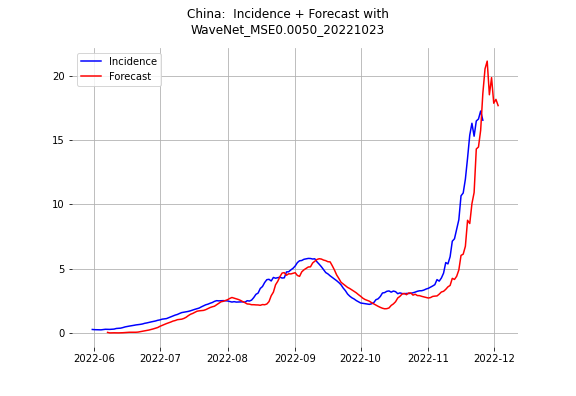 China:  Incidence + Forecast with
WaveNet_MSE0.0050_20221023
Incidence
Forecast
20
15
10
5
0
2022-06 2022-07 2022-08 2022-09 2022-10 2022-11 2022-12